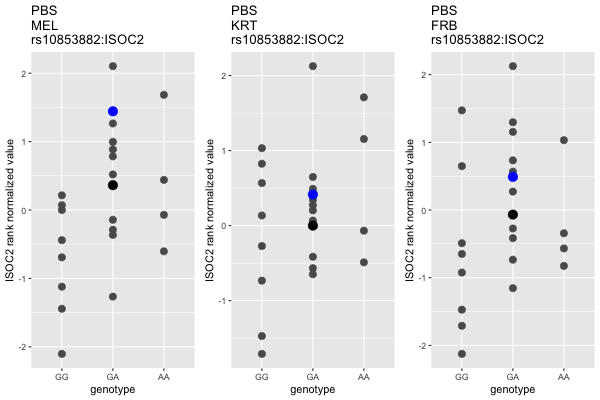 PBS
MEL
rs10853882:ISOC2
ISOC2 rank normalized value
2
1
0
-1
-2
GG
GA
AA
genotype
PBS
KRT
rs10853882:ISOC2
ISOC2 rank normalized value
2
1
0
-1
GG
GA
AA
genotype
PBS
FRB
rs10853882:ISOC2
ISOC2 rank normalized value
2
1
0
-1
-2
GG
GA
AA
genotype